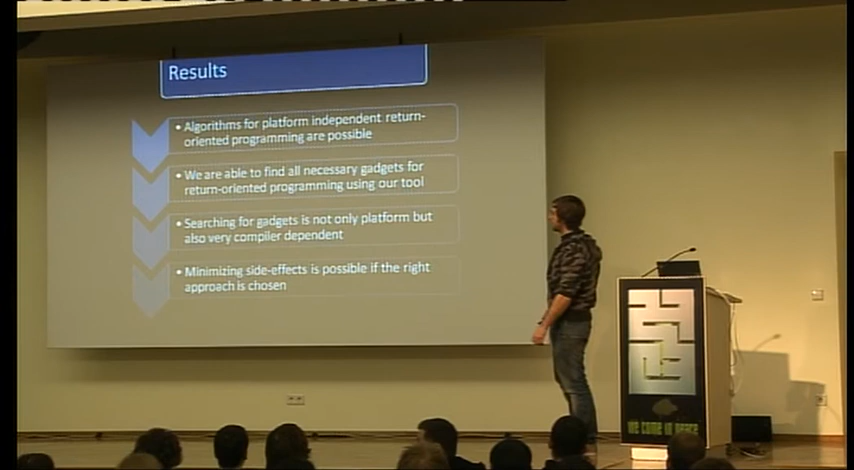 Results
• Algorithms for platform independent return-
oriented programming are possible
• We are able to find all necessary gadgets for
return-oriented programming using our tool
• Searching for gadgets is not only platform but
also very compiler dependent
• Minimizing side-effects is possible if the right
approach is chosen
we come in peace